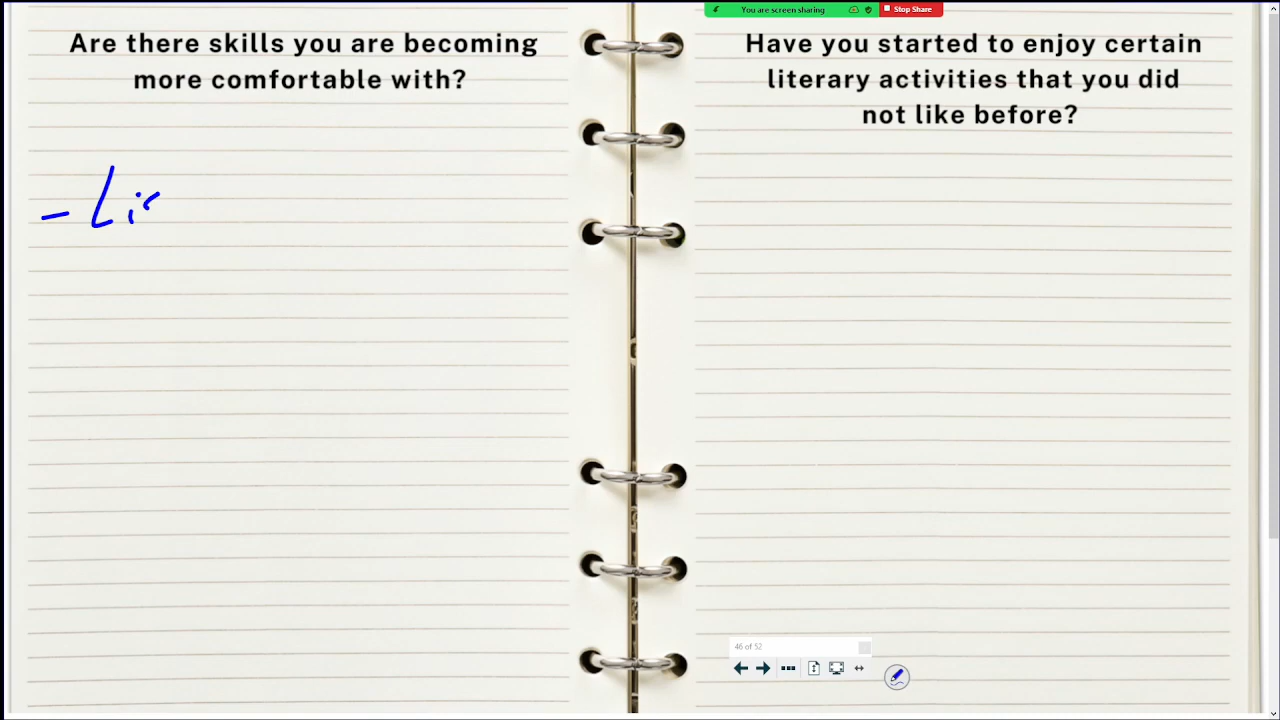 You are screen sharing
Stop Share
Are there skills you are becoming
more comfortable with?
Have you started to enjoy certain
literary activities that you did
not like before?
- Lis
46 of 52